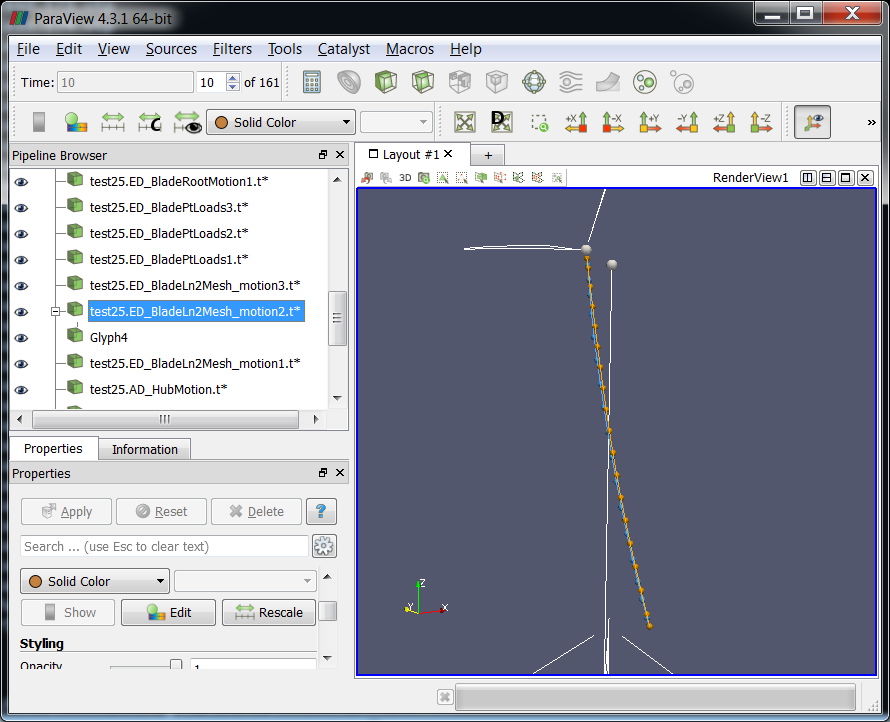 ParaView 4.3.1 64-bit
File Edit View Sources Filters Tools Catalyst Macros Help
Time: 10 10 of 161
C Solid Color D +X -X +Y -Y +Z -Z »
Pipeline Browser
Layout #1 +
3D RenderView1
test25.ED_BladeRootMotion1.t*
test25.ED_BladePtLoads3.t*
test25.ED_BladePtLoads2.t*
test25.ED_BladePtLoads1.t*
test25.ED_BladeLn2Mesh_motion3.t*
test25.ED_BladeLn2Mesh_motion2.t*
Glyph4
test25.ED_BladeLn2Mesh_motion1.t*
test25.AD_HubMotion.t*
Properties Information
Properties
Apply Reset Delete ?
Search ... (use Esc to clear text)
Solid Color
Show Edit Rescale
Styling
Opacity 1
Z
Y X